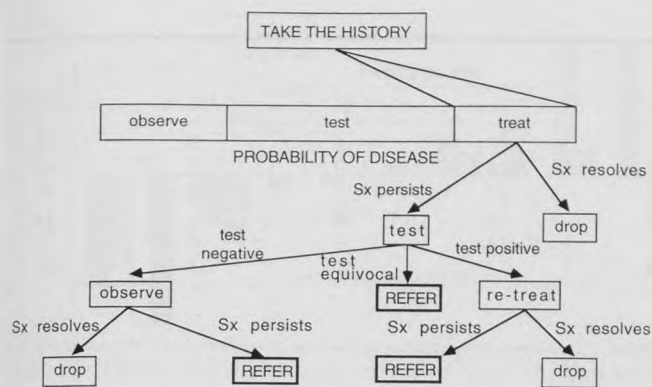 TAKE THE HISTORY
observe test treat
PROBABILITY OF DISEASE
Sx persists Sx resolves
test drop
test
negative
test
equivocal
test positive
observe REFER re-treat
Sx resolves Sx persists Sx persists Sx resolves
drop REFER REFER drop